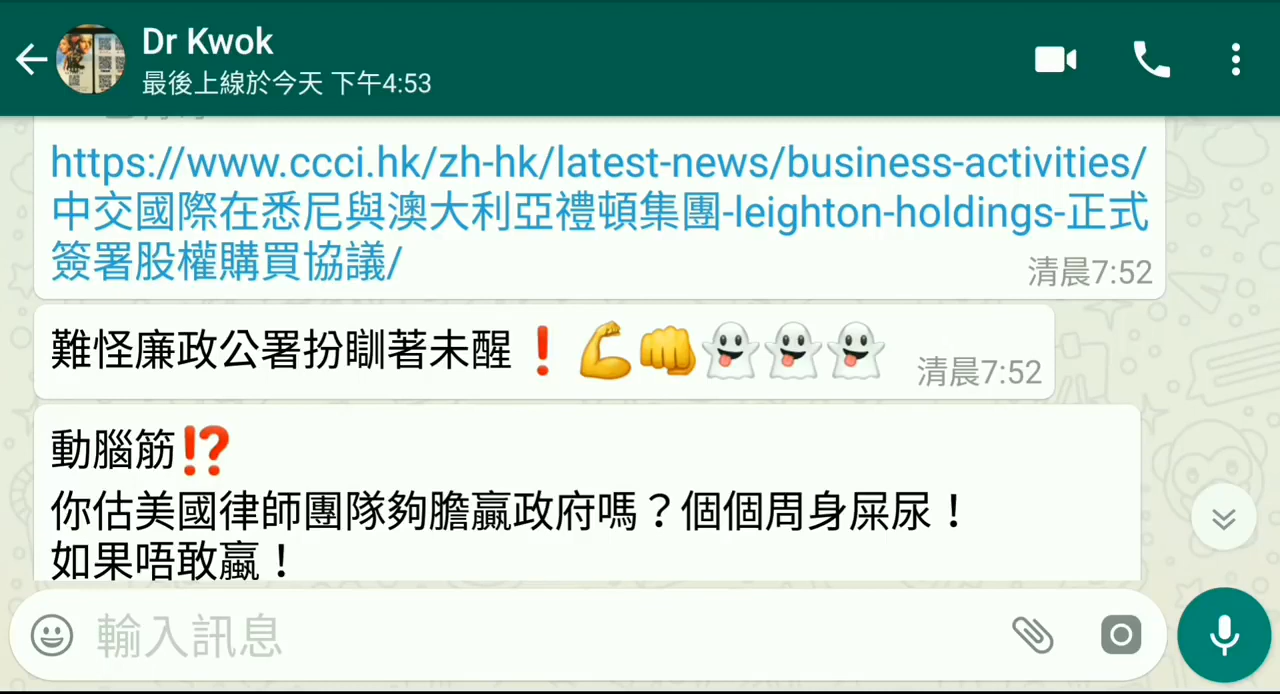 Dr Kwok
最後上線於今天 下午4:53
https://www.ccci.hk/zh-hk/latest-news/business-activities/
中交國際在悉尼與澳大利亞禮頓集團-leighton-holdings-正式
簽署股權購買協議/
清晨7:52
難怪廉政公署扮瞓著未醒❗💪👊👻👻👻
清晨7:52
動腦筋⁉️
你估美國律師團隊夠膽贏政府嗎？個個周身屎尿！
如果唔敢贏！
輸入訊息